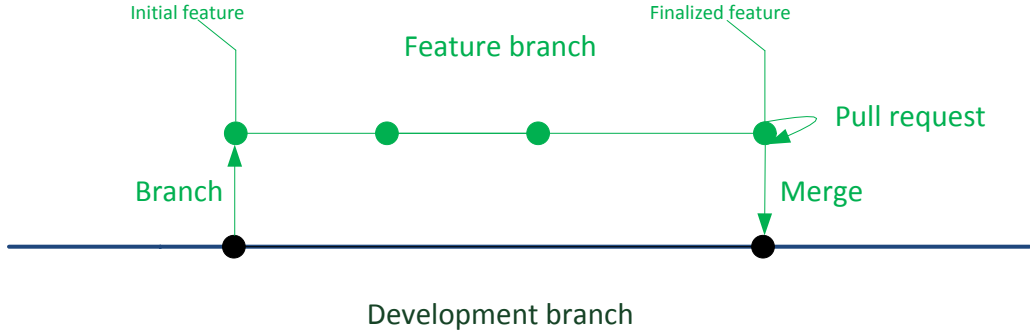 Initial feature
Finalized feature
Feature branch
Pull request
Branch
Merge
Development branch